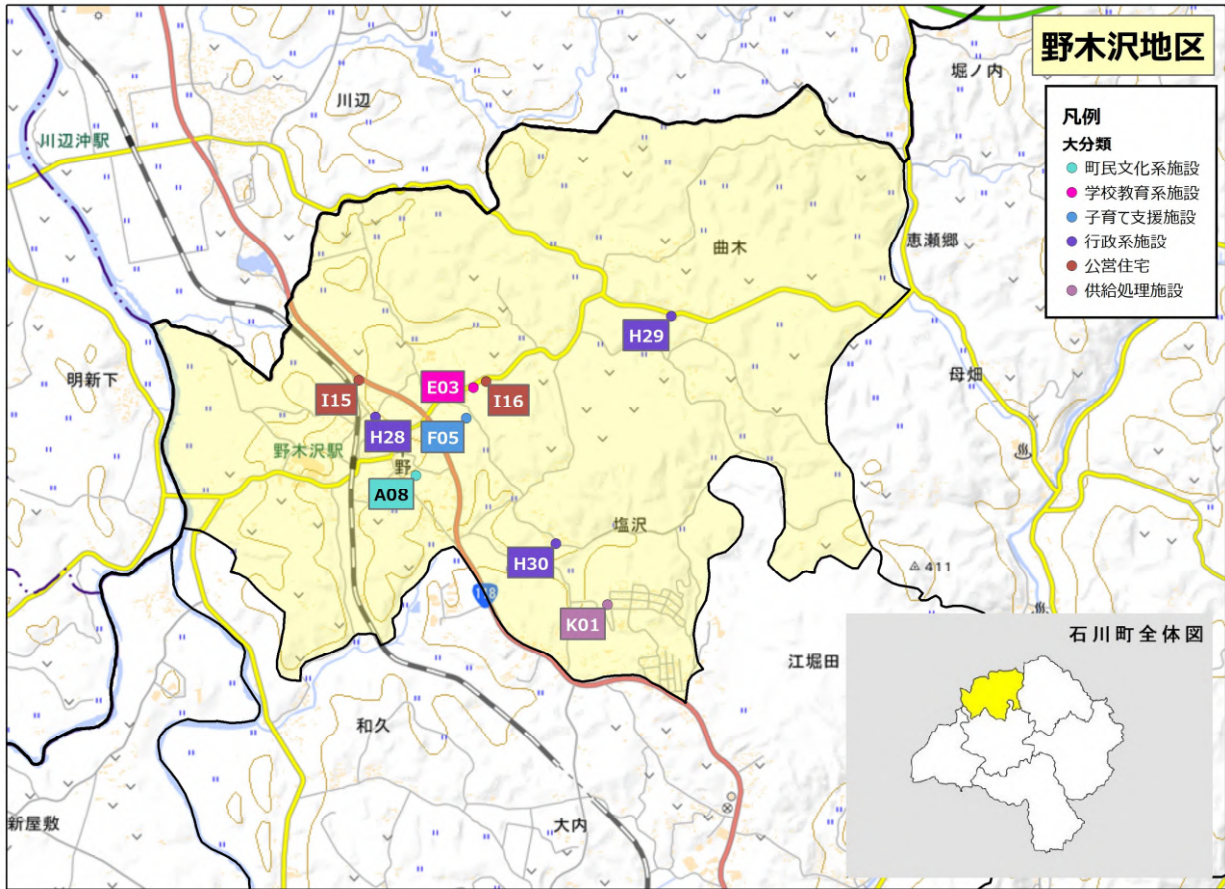 野木沢地区
凡例
大分類
町民文化系施設
学校教育系施設
子育て支援施設
行政系施設
公営住宅
供給処理施設
堀ノ内
川辺
川辺沖駅
曲木
恵瀬郷
H29
明新下
母畑
E03
I15
I16
H28
F05
野木沢駅
野
A08
塩沢
H30
411
K01
石川町全体図
江堀田
和久
新屋敷
大内